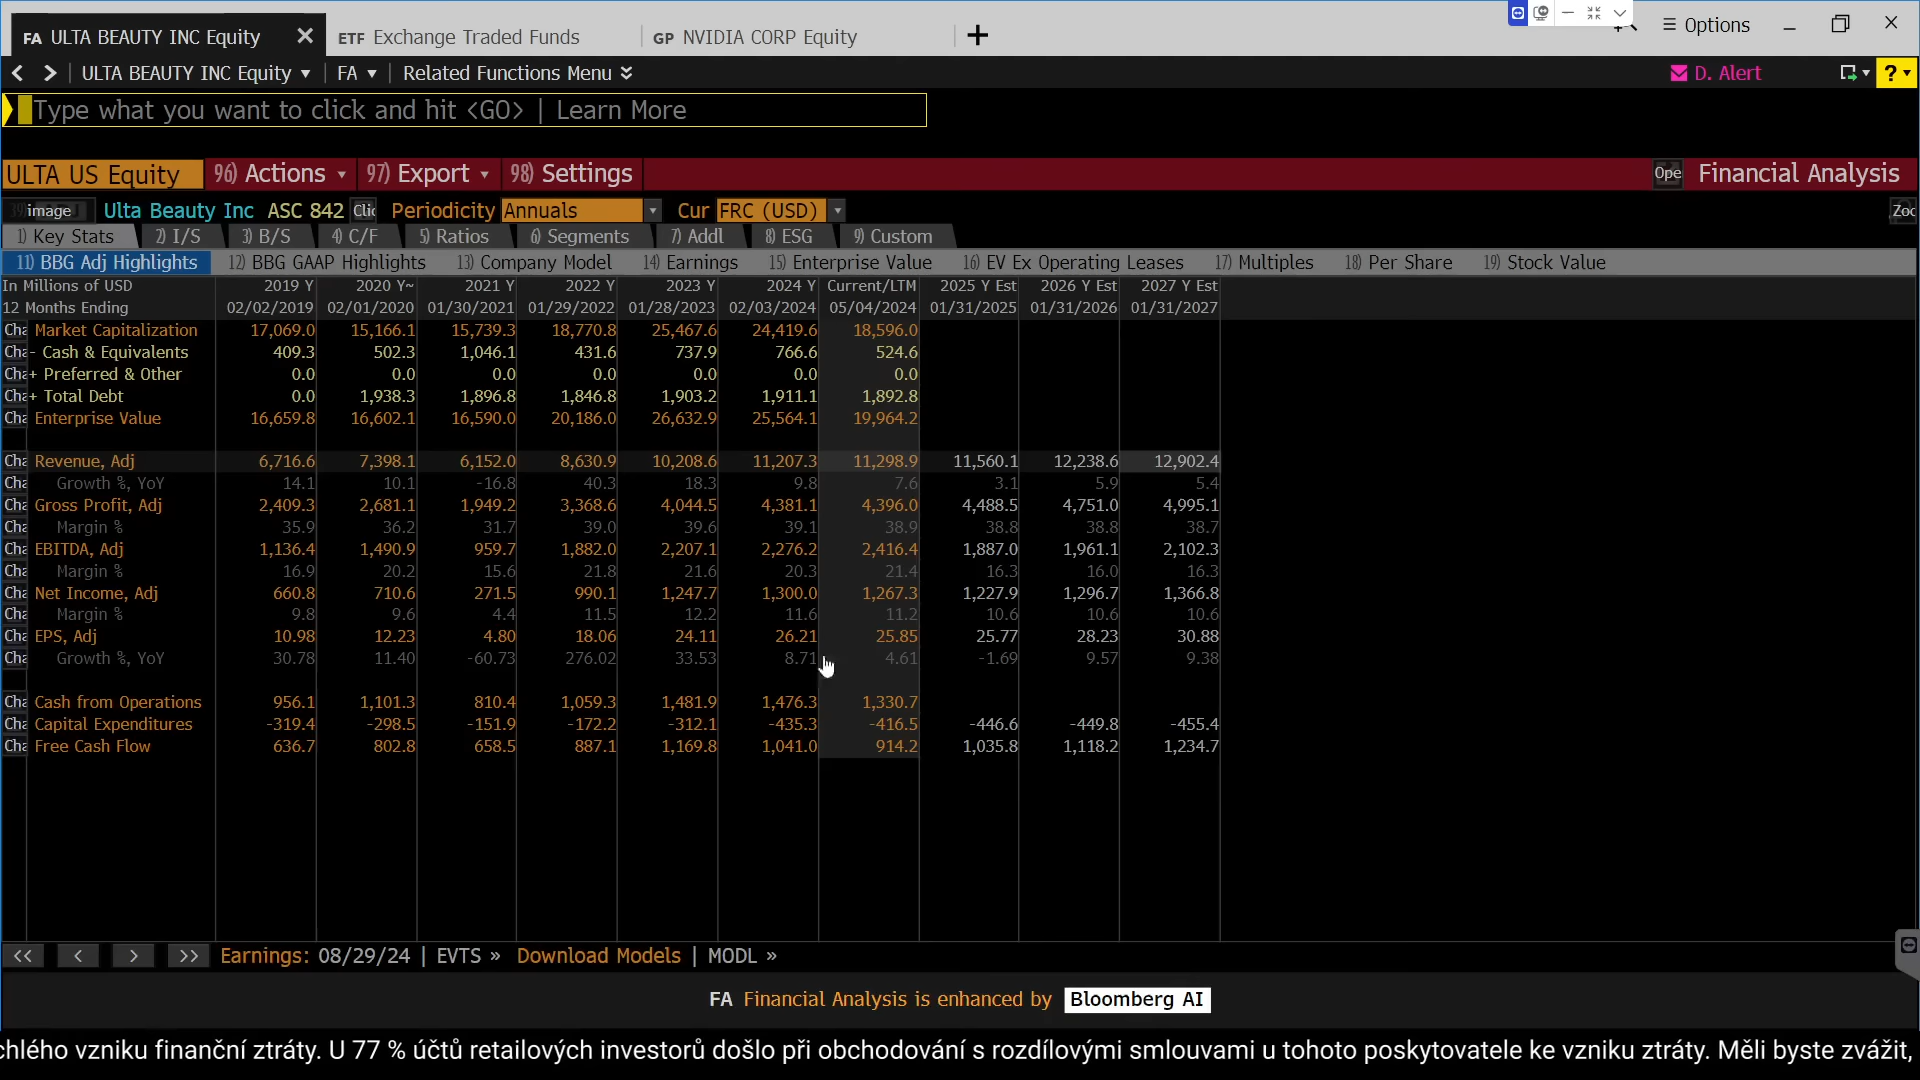 FA ULTA BEAUTY INC Equity
ETF Exchange Traded Funds
GP NVIDIA CORP Equity
Options
ULTA BEAUTY INC Equity
FA
Related Functions Menu
D. Alert
?
Type what you want to click and hit <GO> | Learn More
ULTA US Equity 96) Actions 97) Export 98) Settings Ope Financial Analysis
image Ulta Beauty Inc ASC 842 Clic Periodicity Annuals Cur FRC (USD) Zoc
1) Key Stats 2) I/S 3) B/S 4) C/F 5) Ratios 6) Segments 7) Addl 8) ESG 9) Custom
11) BBG Adj Highlights 12) BBG GAAP Highlights 13) Company Model 14) Earnings 15) Enterprise Value 16) EV Ex Operating Leases 17) Multiples 18) Per Share 19) Stock Value
In Millions of USD 2019 Y 2020 Y~ 2021 Y 2022 Y 2023 Y 2024 Y Current/LTM 2025 Y Est 2026 Y Est 2027 Y Est
12 Months Ending 02/02/2019 02/01/2020 01/30/2021 01/29/2022 01/28/2023 02/03/2024 05/04/2024 01/31/2025 01/31/2026 01/31/2027
Cha Market Capitalization 17,069.0 15,166.1 15,739.3 18,770.8 25,467.6 24,419.6 18,596.0
Cha - Cash & Equivalents 409.3 502.3 1,046.1 431.6 737.9 766.6 524.6
Cha + Preferred & Other 0.0 0.0 0.0 0.0 0.0 0.0 0.0
Cha + Total Debt 0.0 1,938.3 1,896.8 1,846.8 1,903.2 1,911.1 1,892.8
Cha Enterprise Value 16,659.8 16,602.1 16,590.0 20,186.0 26,632.9 25,564.1 19,964.2
Cha Revenue, Adj 6,716.6 7,398.1 6,152.0 8,630.9 10,208.6 11,207.3 11,298.9 11,560.1 12,238.6 12,902.4
Cha Growth %, YoY 14.1 10.1 -16.8 40.3 18.3 9.8 7.6 3.1 5.9 5.4
Cha Gross Profit, Adj 2,409.3 2,681.1 1,949.2 3,368.6 4,044.5 4,381.1 4,396.0 4,488.5 4,751.0 4,995.1
Cha Margin % 35.9 36.2 31.7 39.0 39.6 39.1 38.9 38.8 38.8 38.7
Cha EBITDA, Adj 1,136.4 1,490.9 959.7 1,882.0 2,207.1 2,276.2 2,416.4 1,887.0 1,961.1 2,102.3
Cha Margin % 16.9 20.2 15.6 21.8 21.6 20.3 21.4 16.3 16.0 16.3
Cha Net Income, Adj 660.8 710.6 271.5 990.1 1,247.7 1,300.0 1,267.3 1,227.9 1,296.7 1,366.8
Cha Margin % 9.8 9.6 4.4 11.5 12.2 11.6 11.2 10.6 10.6 10.6
Cha EPS, Adj 10.98 12.23 4.80 18.06 24.11 26.21 25.85 25.77 28.23 30.88
Cha Growth %, YoY 30.78 11.40 -60.73 276.02 33.53 8.71 4.61 -1.69 9.57 9.38
Cha Cash from Operations 956.1 1,101.3 810.4 1,059.3 1,481.9 1,476.3 1,330.7
Cha Capital Expenditures -319.4 -298.5 -151.9 -172.2 -312.1 -435.3 -416.5 -446.6 -449.8 -455.4
Cha Free Cash Flow 636.7 802.8 658.5 887.1 1,169.8 1,041.0 914.2 1,035.8 1,118.2 1,234.7
<< < > >> Earnings: 08/29/24 | EVTS » Download Models | MODL »
FA Financial Analysis is enhanced by Bloomberg AI
chlého vzniku finanční ztráty. U 77 % účtů retailových investorů došlo při obchodování s rozdílovými smlouvami u tohoto poskytovatele ke vzniku ztráty. Měli byste zvážit,